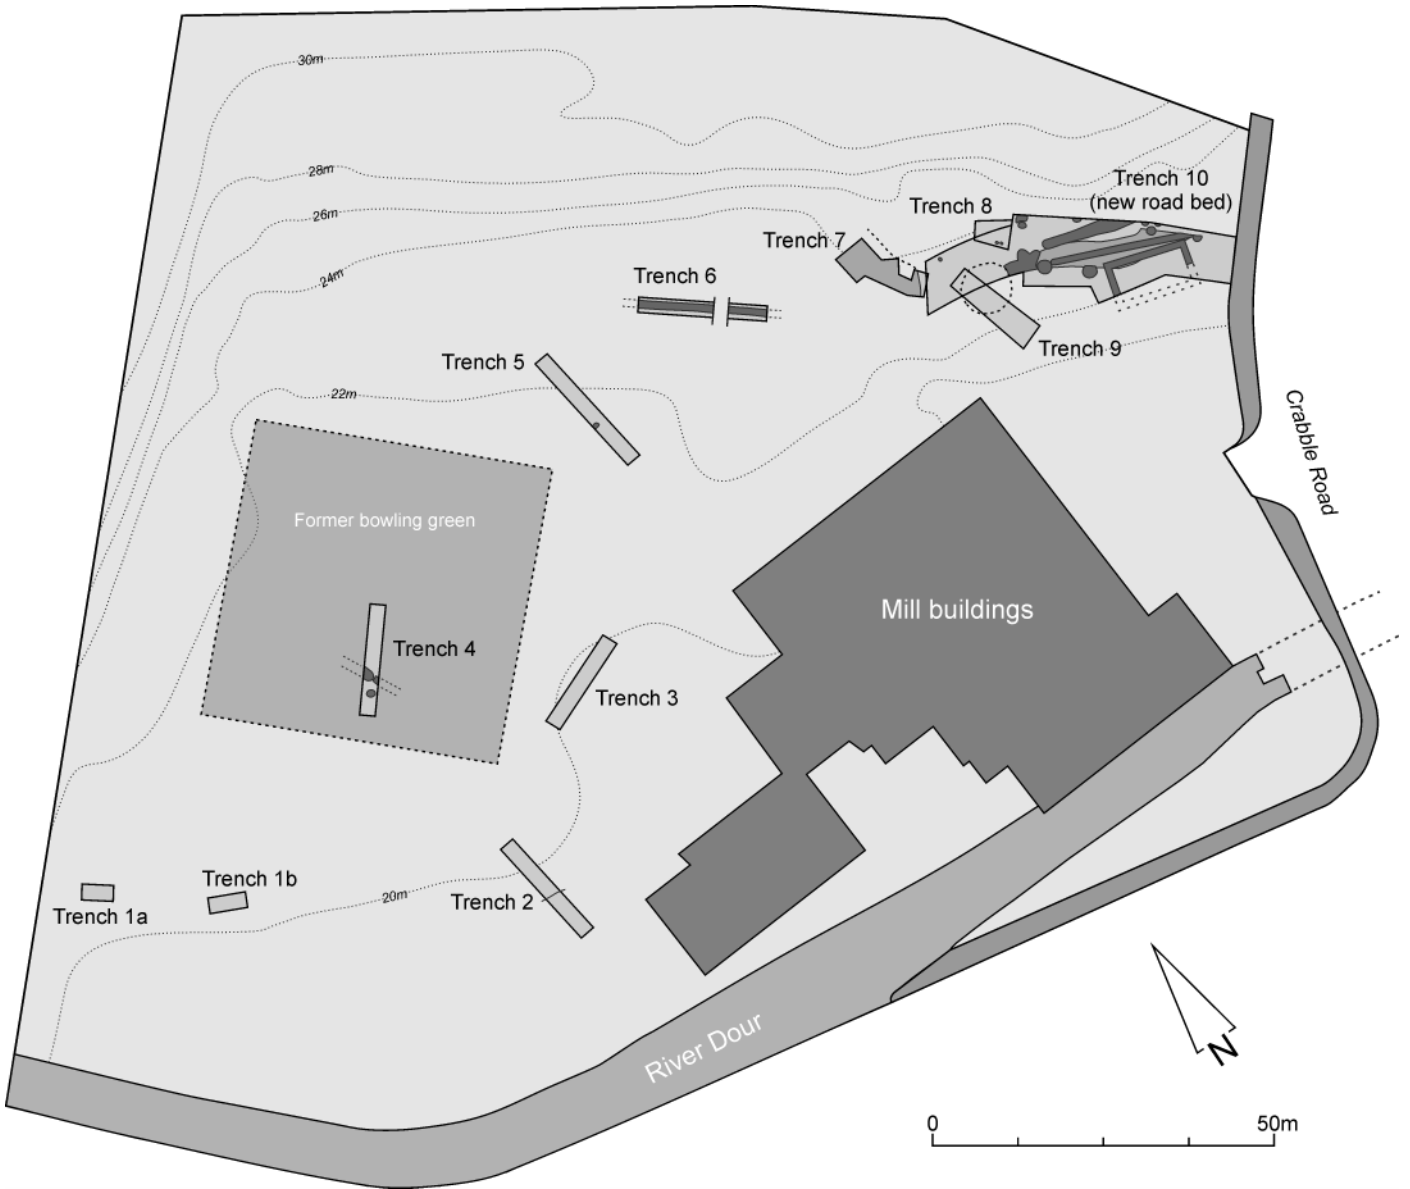 30m
28m
Trench 10
(new road bed)
Trench 8
26m
Trench 7
24m
Trench 6
Trench 9
Trench 5
22m
Crabble Road
Former bowling green
Mill buildings
Trench 4
Trench 3
Trench 1b
20m
Trench 2
Trench 1a
River Dour
N
0
50m